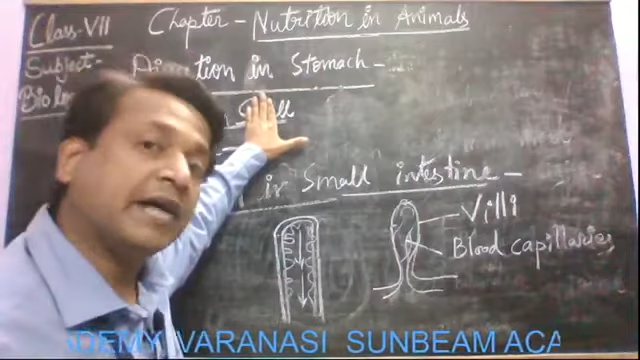 Class-VII
Chapter - Nutrition in Animals
Subject-
Digestion in Stomach -
in Small intestine -
Villi
Blood capillaries
ADEMY VARANASI SUNBEAM ACA